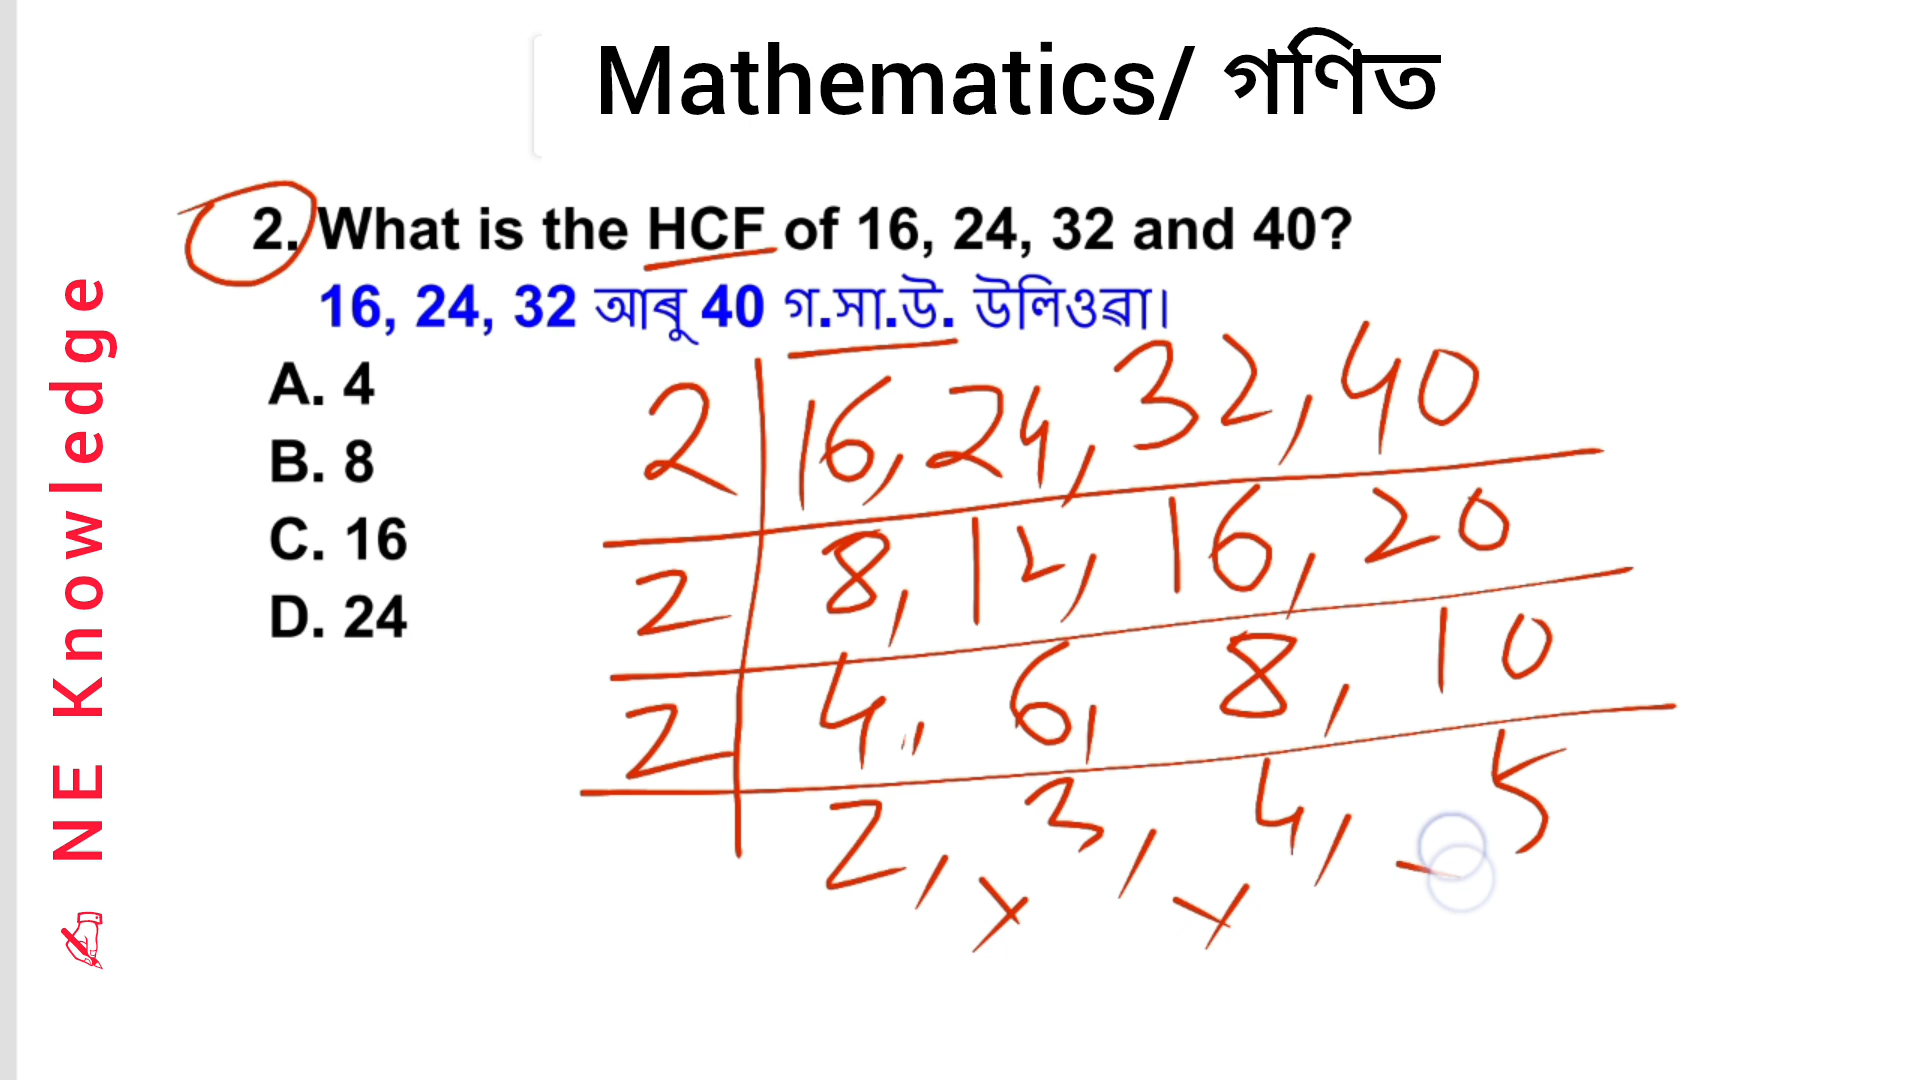 Mathematics/ গণিত
2. What is the HCF of 16, 24, 32 and 40?
16, 24, 32 আৰু 40 গ.সা.উ. উলিওৱা।
A. 4
B. 8
C. 16
D. 24
2 | 16, 24, 32, 40
2 | 8, 12, 16, 20
2 | 4, 6, 8, 10
2, 3, 4, 5
✍ NE Knowledge